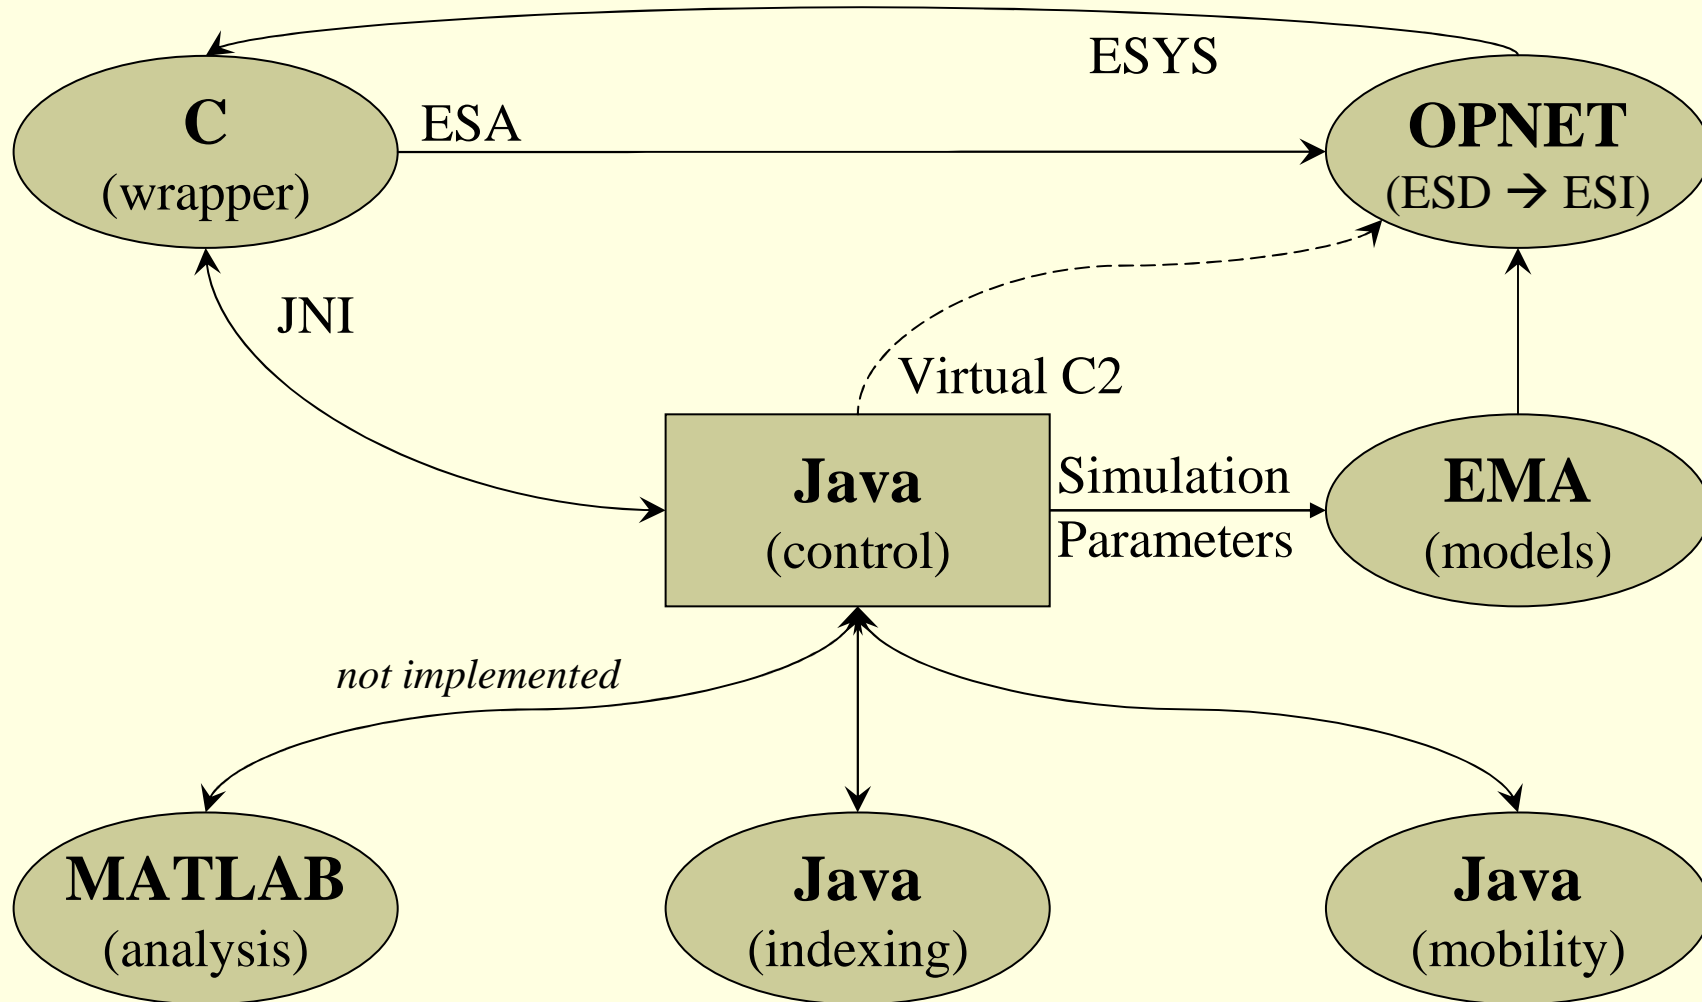 ESYS
C
(wrapper)
ESA
OPNET
(ESD → ESI)
JNI
Virtual C2
Java
(control)
Simulation
Parameters
EMA
(models)
not implemented
MATLAB
(analysis)
Java
(indexing)
Java
(mobility)